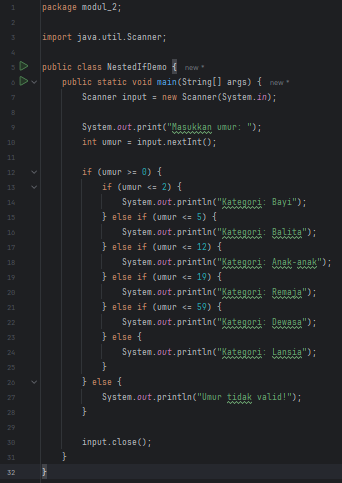 1 package modul_2;
2
3 import java.util.Scanner;
4
5 public class NestedIfDemo { new *
6     public static void main(String[] args) { new *
7         Scanner input = new Scanner(System.in);
8
9         System.out.print("Masukkan umur: ");
10         int umur = input.nextInt();
11
12         if (umur >= 0) {
13             if (umur <= 2) {
14                 System.out.println("Kategori: Bayi");
15             } else if (umur <= 5) {
16                 System.out.println("Kategori: Balita");
17             } else if (umur <= 12) {
18                 System.out.println("Kategori: Anak-anak");
19             } else if (umur <= 19) {
20                 System.out.println("Kategori: Remaja");
21             } else if (umur <= 59) {
22                 System.out.println("Kategori: Dewasa");
23             } else {
24                 System.out.println("Kategori: Lansia");
25             }
26         } else {
27             System.out.println("Umur tidak valid!");
28         }
29
30         input.close();
31     }
32 }